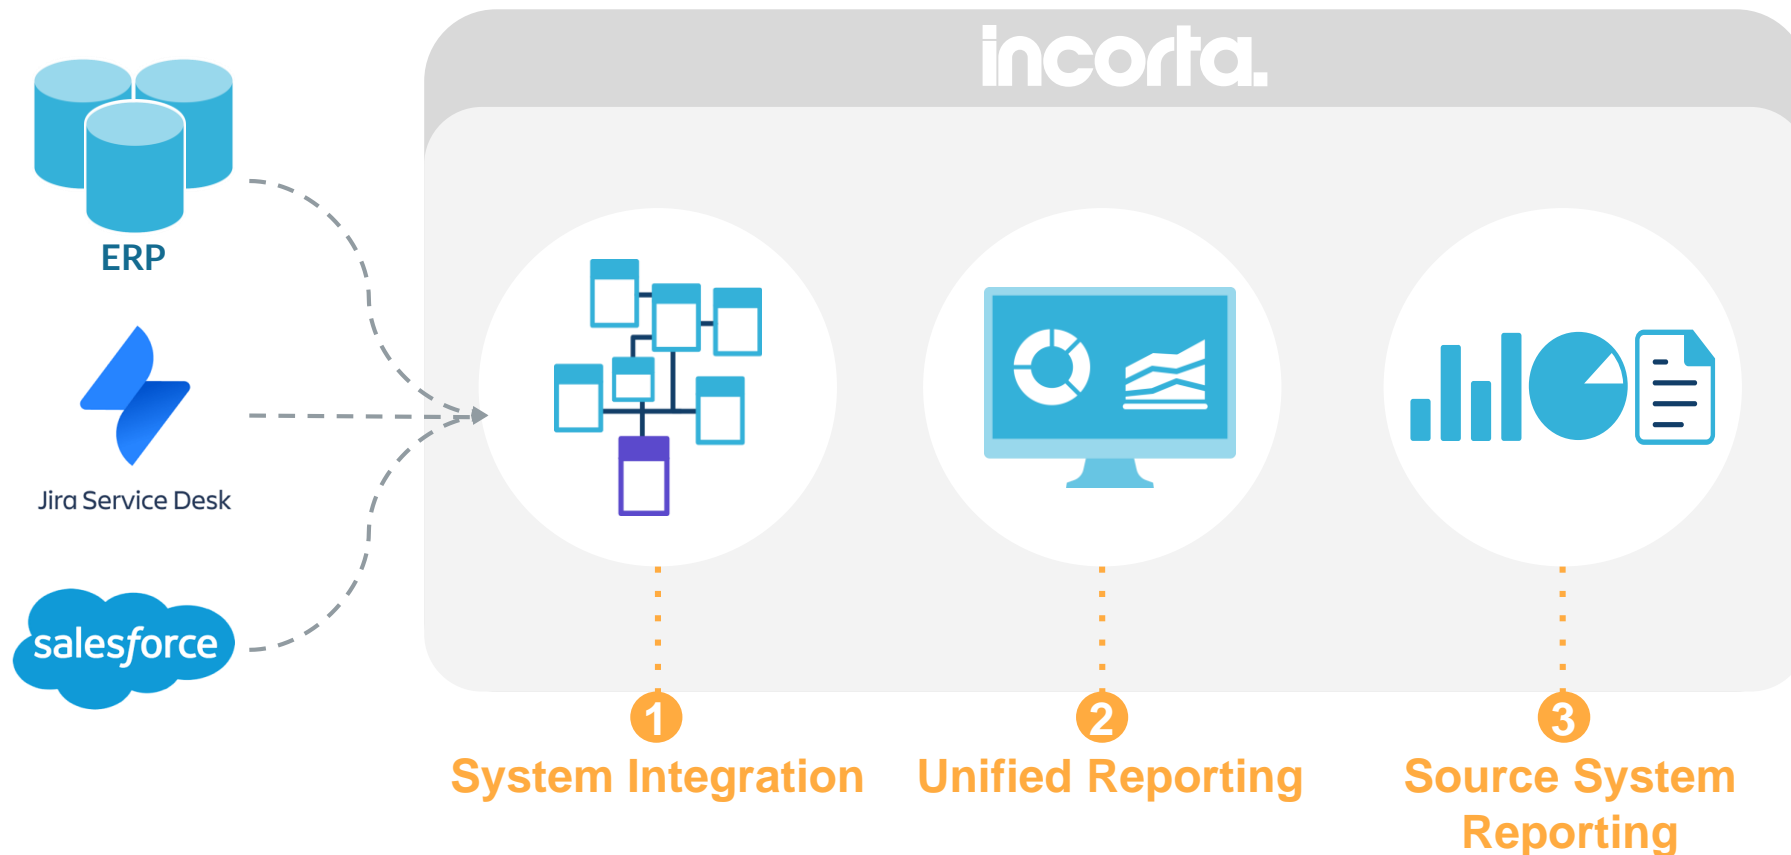 incorta.
ERP
Jira Service Desk
salesforce
1
System Integration
2
Unified Reporting
3
Source System
Reporting